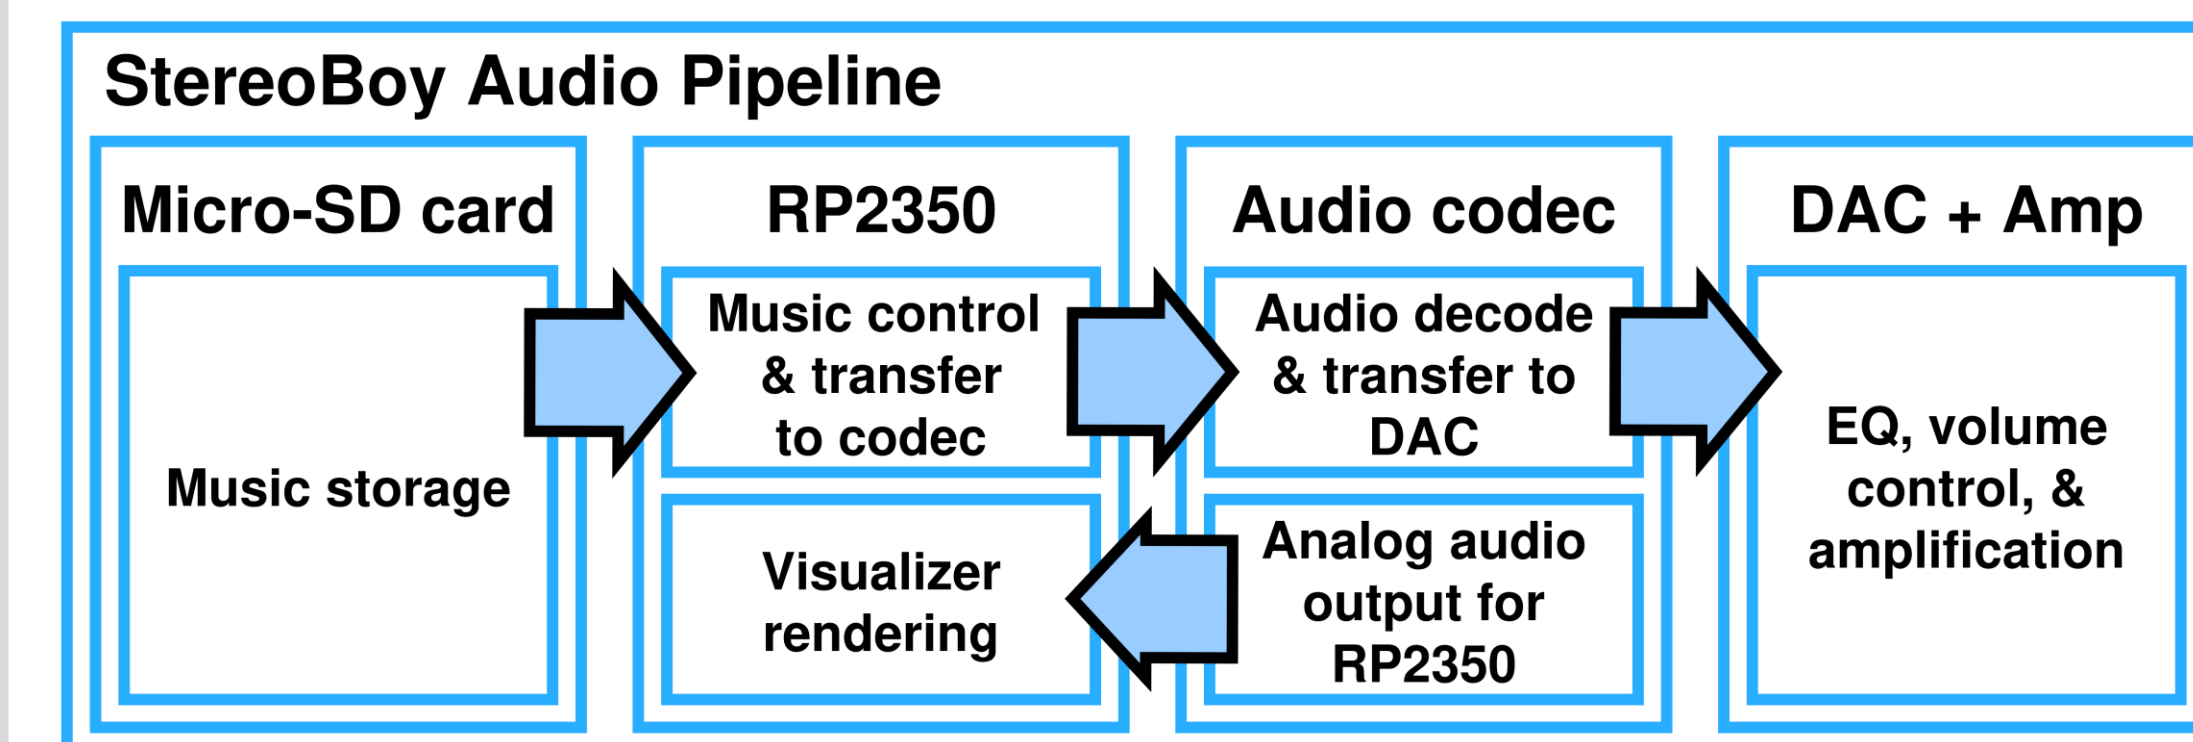 StereoBoy Audio Pipeline
Micro-SD card
Music storage
RP2350
Music control
& transfer
to codec
Visualizer
rendering
Audio codec
Audio decode
& transfer to
DAC
Analog audio
output for
RP2350
DAC + Amp
EQ, volume
control, &
amplification